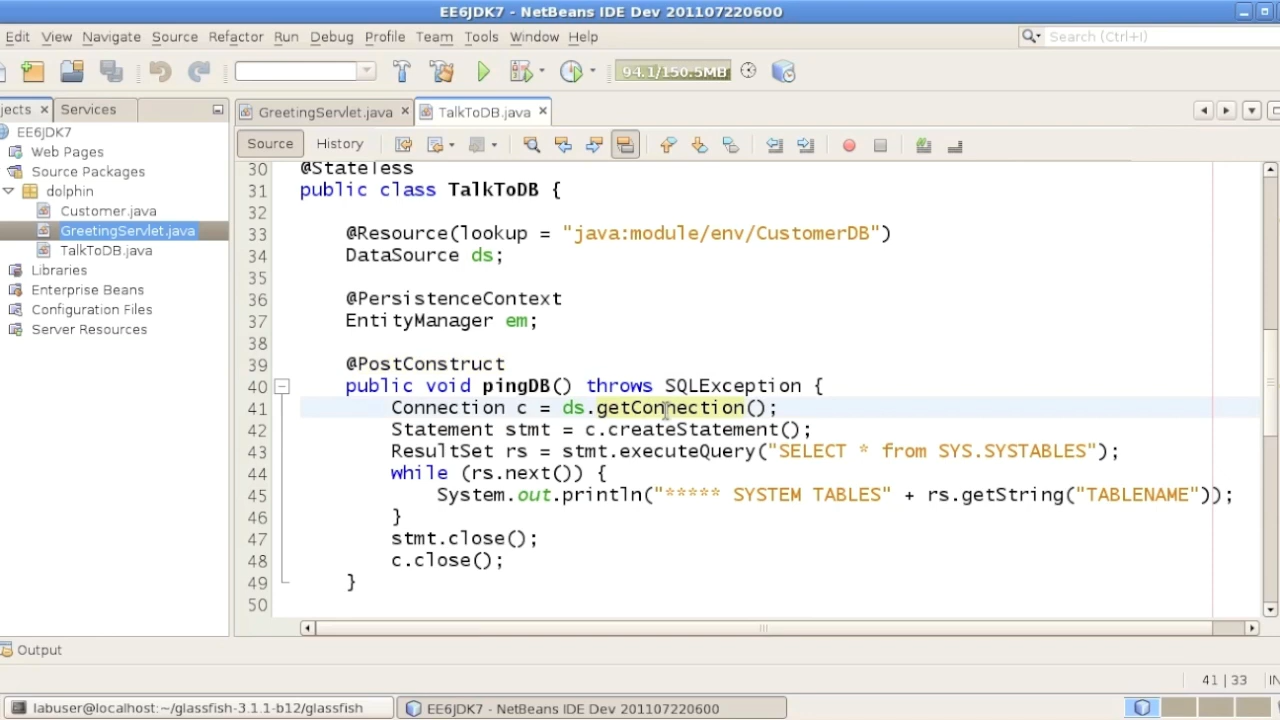 EE6JDK7 - NetBeans IDE Dev 201107220600
Edit View Navigate Source Refactor Run Debug Profile Team Tools Window Help Search (Ctrl+I)
94.1/150.5MB
jects Services GreetingServlet.java TalkToDB.java
EE6JDK7
Web Pages
Source Packages
dolphin
Customer.java
GreetingServlet.java
TalkToDB.java
Libraries
Enterprise Beans
Configuration Files
Server Resources
Source History
30 @Stateless
31 public class TalkToDB {
32
33 @Resource(lookup = "java:module/env/CustomerDB")
34 DataSource ds;
35
36 @PersistenceContext
37 EntityManager em;
38
39 @PostConstruct
40 public void pingDB() throws SQLException {
41 Connection c = ds.getConnection();
42 Statement stmt = c.createStatement();
43 ResultSet rs = stmt.executeQuery("SELECT * from SYS.SYSTABLES");
44 while (rs.next()) {
45 System.out.println("***** SYSTEM TABLES" + rs.getString("TABLENAME"));
46 }
47 stmt.close();
48 c.close();
49 }
50
Output
41 | 33 IN
labuser@localhost:~/glassfish-3.1.1-b12/glassfish EE6JDK7 - NetBeans IDE Dev 201107220600